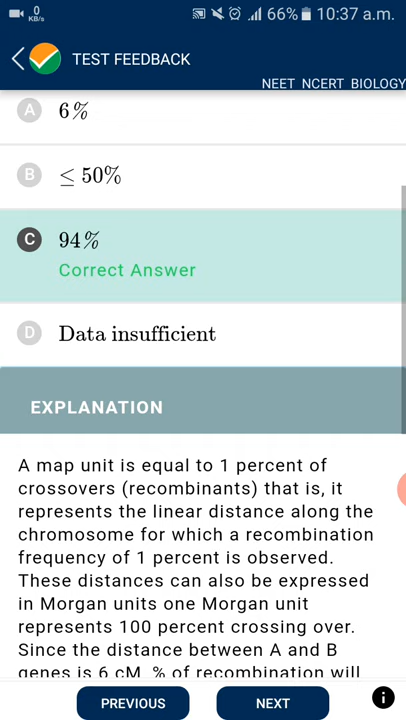 0
KB/s
66%
10:37 a.m.
TEST FEEDBACK
NEET NCERT BIOLOGY
A 6%
B ≤ 50%
C 94%
Correct Answer
D Data insufficient
EXPLANATION
A map unit is equal to 1 percent of
crossovers (recombinants) that is, it
represents the linear distance along the
chromosome for which a recombination
frequency of 1 percent is observed.
These distances can also be expressed
in Morgan units one Morgan unit
represents 100 percent crossing over.
Since the distance between A and B
genes is 6 cM, % of recombination will
PREVIOUS
NEXT